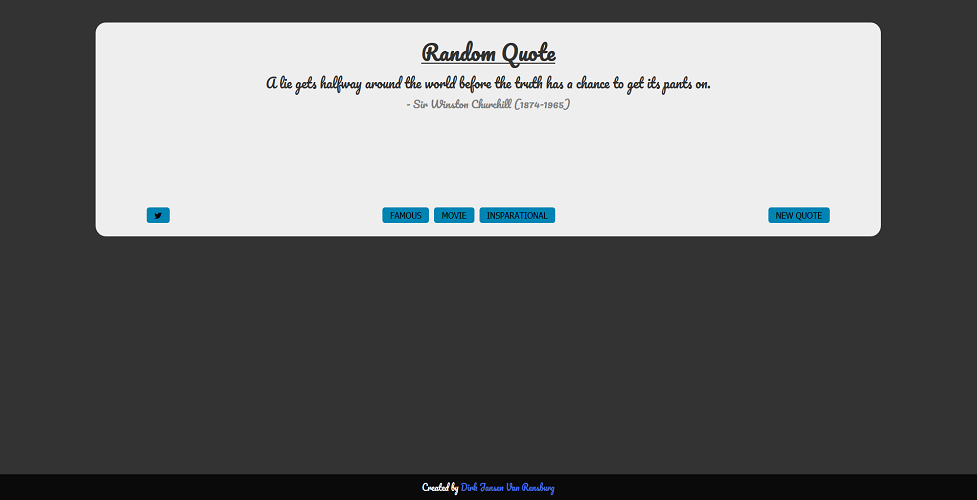 Random Quote
A lie gets halfway around the world before the truth has a chance to get its pants on.
- Sir Winston Churchill (1874-1965)
FAMOUS MOVIE INSPARATIONAL NEW QUOTE
Created by Dirk Jansen Van Rensburg